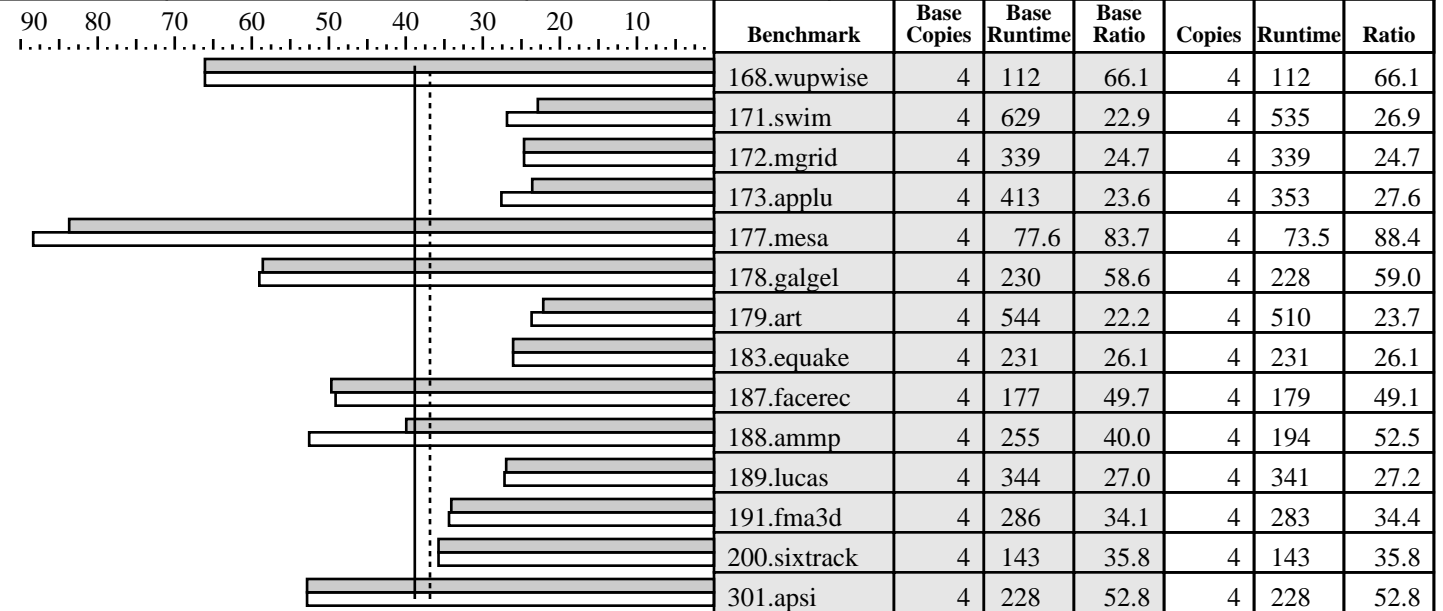 90 80 70 60 50 40 30 20 10
Benchmark Base Copies Base Runtime Base Ratio Copies Runtime Ratio
168.wupwise 4 112 66.1 4 112 66.1
171.swim 4 629 22.9 4 535 26.9
172.mgrid 4 339 24.7 4 339 24.7
173.applu 4 413 23.6 4 353 27.6
177.mesa 4 77.6 83.7 4 73.5 88.4
178.galgel 4 230 58.6 4 228 59.0
179.art 4 544 22.2 4 510 23.7
183.equake 4 231 26.1 4 231 26.1
187.facerec 4 177 49.7 4 179 49.1
188.ammp 4 255 40.0 4 194 52.5
189.lucas 4 344 27.0 4 341 27.2
191.fma3d 4 286 34.1 4 283 34.4
200.sixtrack 4 143 35.8 4 143 35.8
301.apsi 4 228 52.8 4 228 52.8